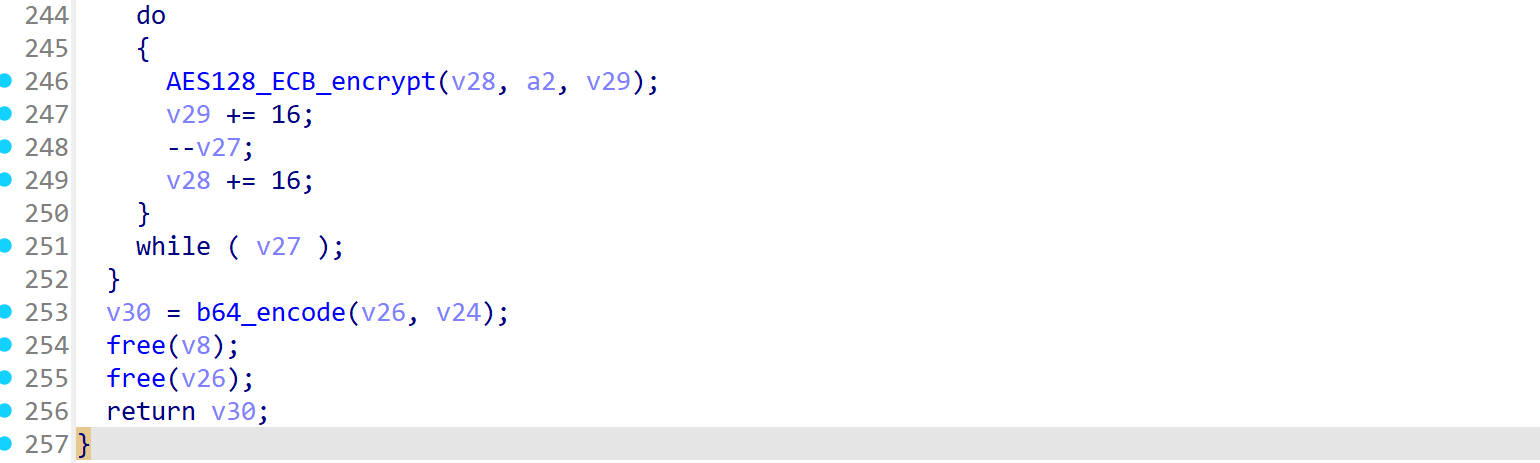 244 do
245 {
246 AES128_ECB_encrypt(v28, a2, v29);
247 v29 += 16;
248 --v27;
249 v28 += 16;
250 }
251 while ( v27 );
252 }
253 v30 = b64_encode(v26, v24);
254 free(v8);
255 free(v26);
256 return v30;
257 }